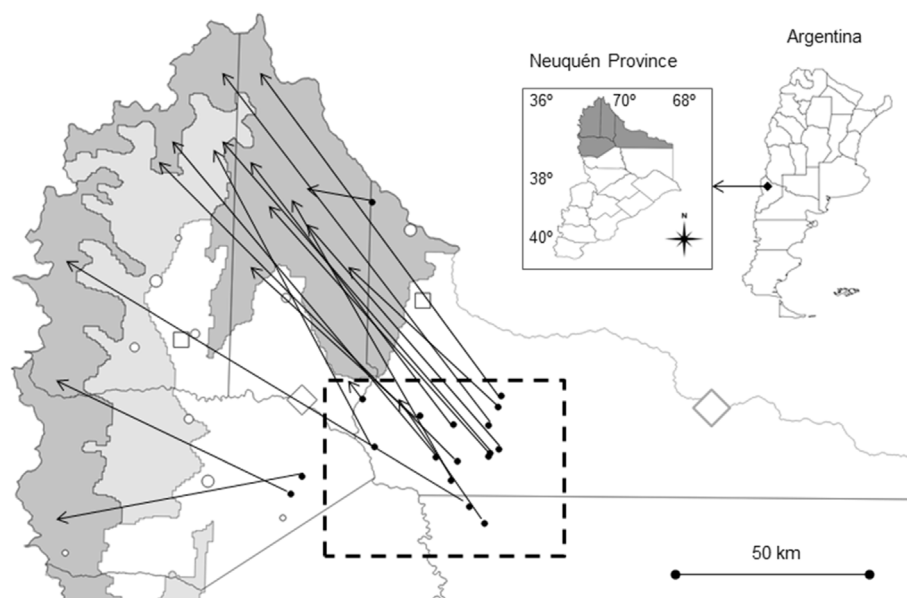 Argentina
Neuquén Province
36º 70º 68º
38º
40º
N
50 km